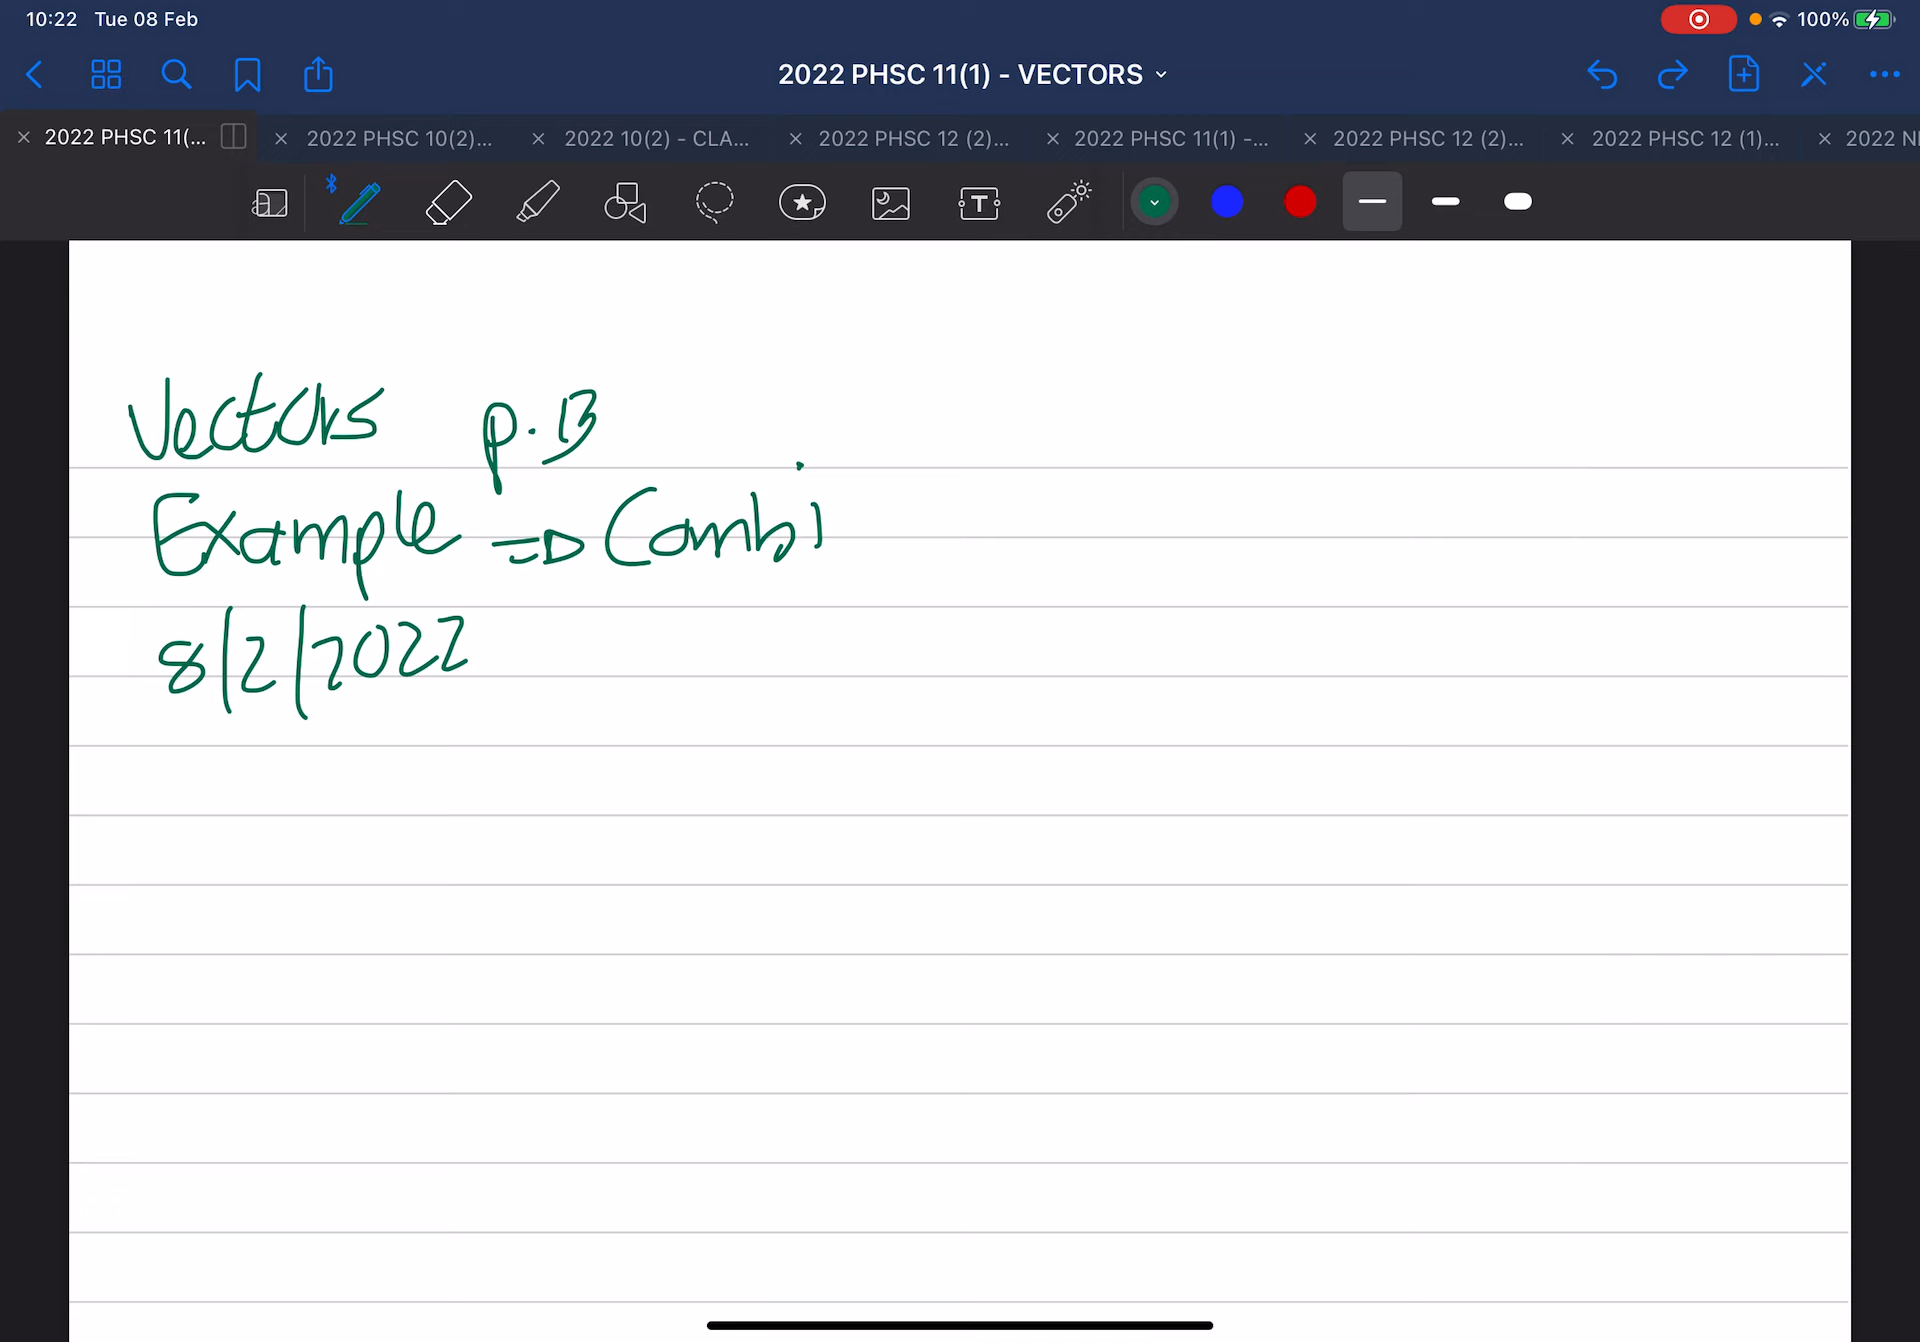 10:22 Tue 08 Feb 100%
2022 PHSC 11(1) - VECTORS
2022 PHSC 11(... 2022 PHSC 10(2)... 2022 10(2) - CLA... 2022 PHSC 12 (2)... 2022 PHSC 11(1) -... 2022 PHSC 12 (2)... 2022 PHSC 12 (1)... 2022 N
Vectors p. 13
Example ⇒ Combi
8/2/2022